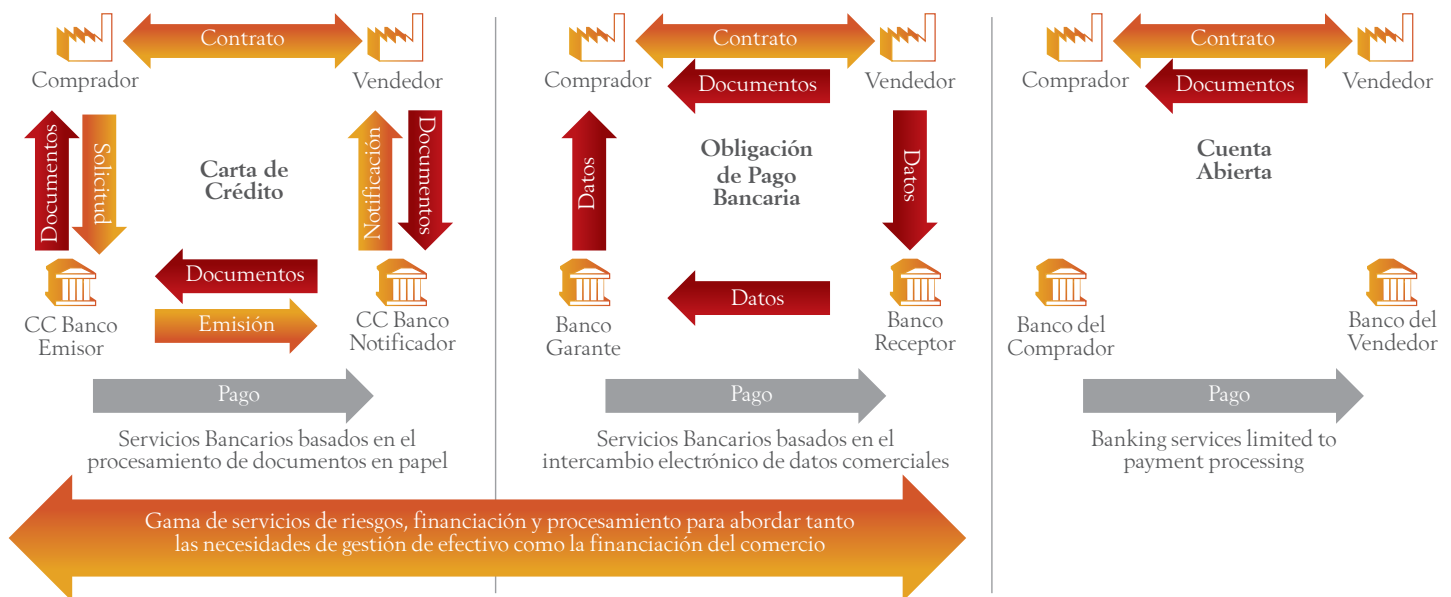 Contrato
Comprador
Vendedor
Documentos
Solicitud
Carta de
Crédito
Notificación
Documentos
Documentos
Emisión
CC Banco
Emisor
CC Banco
Notificador
Pago
Servicios Bancarios basados en el
procesamiento de documentos en papel
Contrato
Comprador
Documentos
Vendedor
Datos
Obligación
de Pago
Bancaria
Datos
Datos
Banco
Garante
Banco
Receptor
Pago
Servicios Bancarios basados en el
intercambio electrónico de datos comerciales
Contrato
Comprador
Documentos
Vendedor
Cuenta
Abierta
Banco del
Comprador
Banco del
Vendedor
Pago
Banking services limited to
payment processing
Gama de servicios de riesgos, financiación y procesamiento para abordar tanto
las necesidades de gestión de efectivo como la financiación del comercio